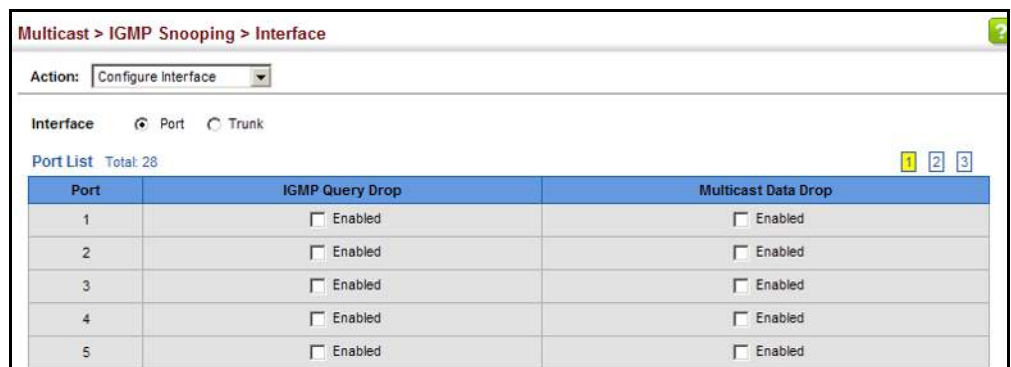 Multicast > IGMP Snooping > Interface
?
Action: Configure Interface
Interface Port Trunk
Port List Total: 28 1 2 3
Port IGMP Query Drop Multicast Data Drop
1 Enabled Enabled
2 Enabled Enabled
3 Enabled Enabled
4 Enabled Enabled
5 Enabled Enabled